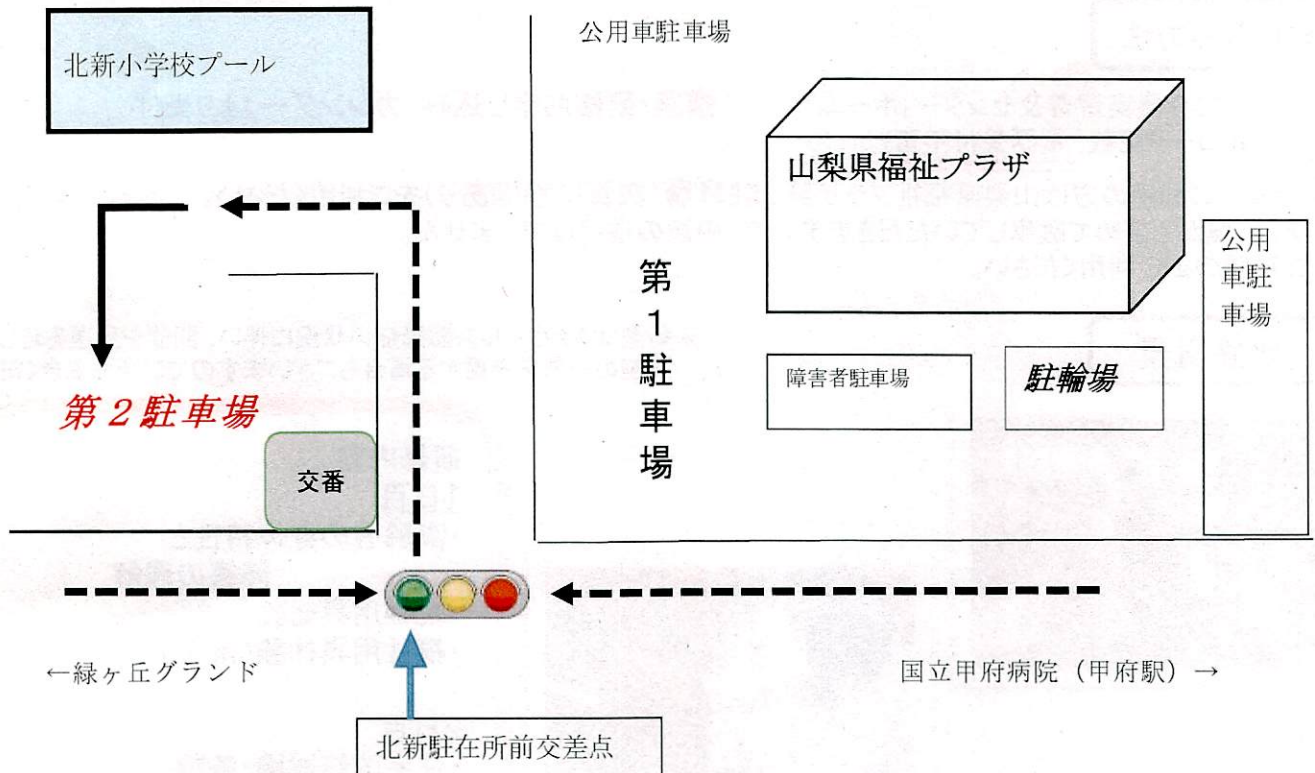 公用車駐車場
北新小学校プール
山梨県福祉プラザ
公用
車駐
車場
第1駐車場
障害者駐車場
駐輪場
第2駐車場
交番
←緑ヶ丘グランド
国立甲府病院（甲府駅）→
北新駐在所前交差点